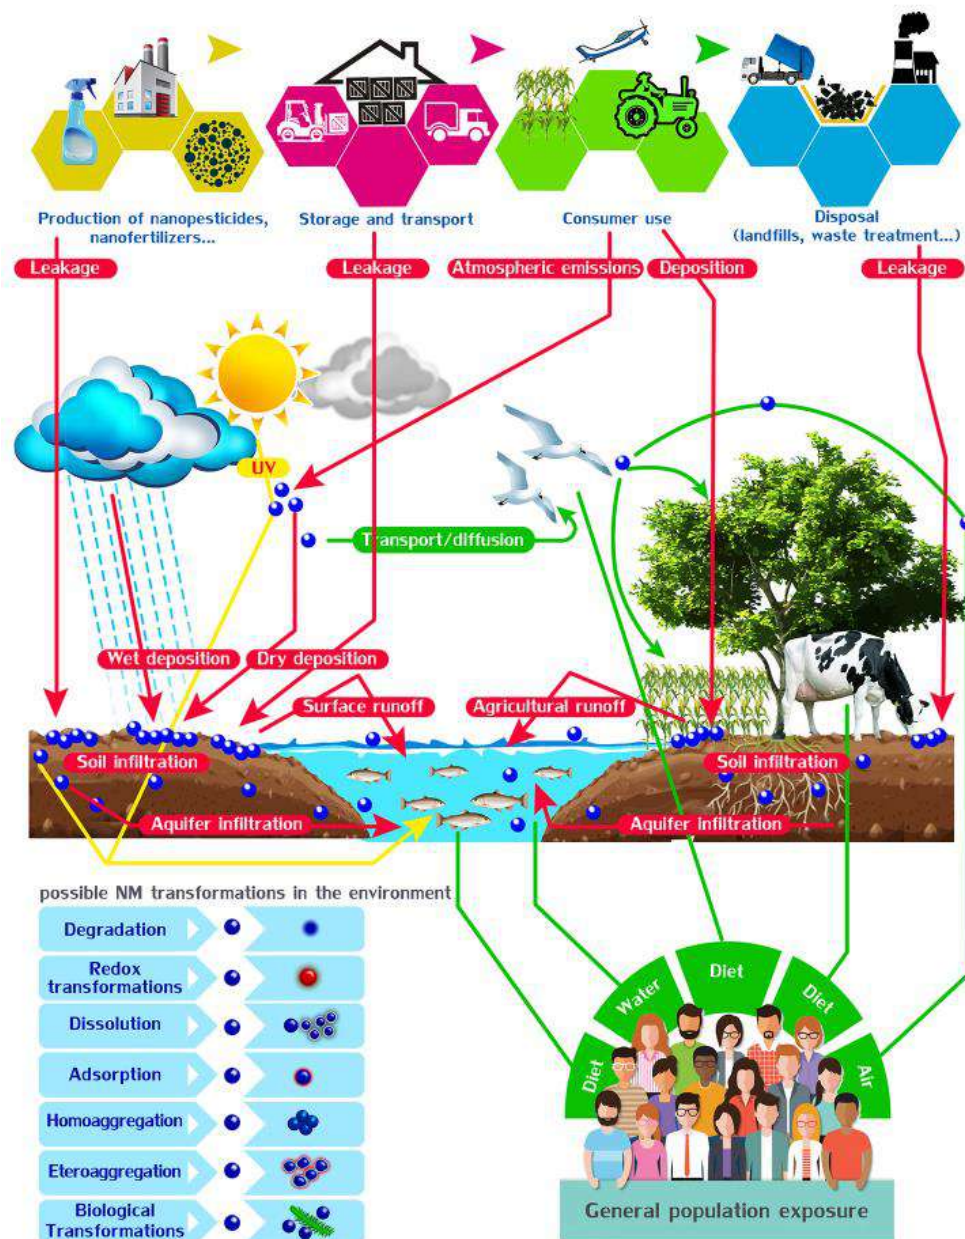 Production of nanopesticides,
nanofertilizers...
Storage and transport
Consumer use
Disposal
(landfills, waste treatment...)
Leakage
Leakage
Atmospheric emissions
Deposition
Leakage
UV
Transport/diffusion
Wet deposition
Dry deposition
Surface runoff
Agricultural runoff
Soil infiltration
Soil infiltration
Aquifer infiltration
Aquifer infiltration
possible NM transformations in the environment
Degradation
Redox
transformations
Dissolution
Adsorption
Homoaggregation
Eteroaggregation
Biological
Transformations
Diet
Water
Diet
Diet
Air
General population exposure